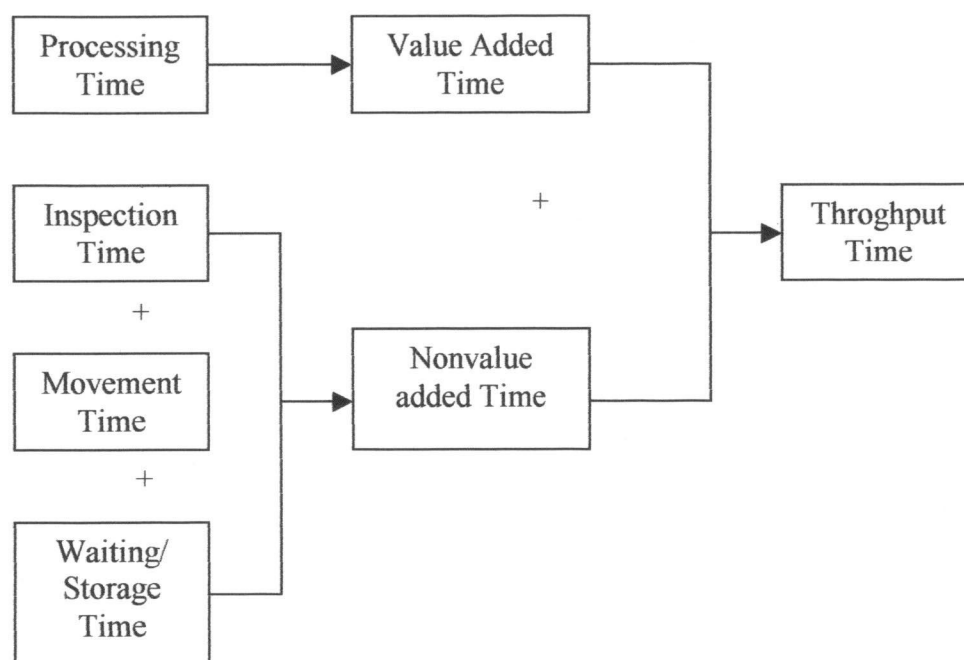 Processing
Time
Value Added
Time
Inspection
Time
+
Throghput
Time
+
Movement
Time
Nonvalue
added Time
+
Waiting/
Storage
Time